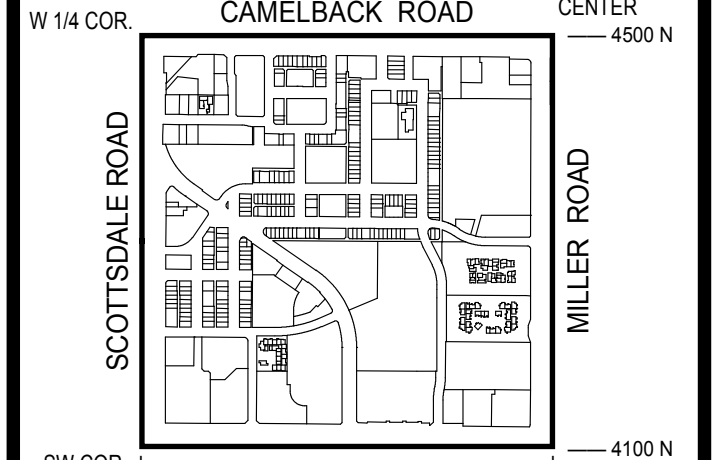 CAMELBACK ROAD
CENTER
W 1/4 COR.
4500 N
SCOTTSDALE ROAD
MILLER ROAD
4100 N
SW COR.